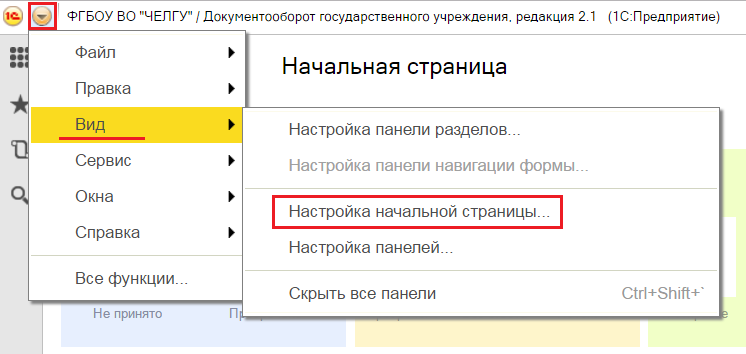 1С ФГБОУ ВО "ЧЕЛГУ" / Документооборот государственного учреждения, редакция 2.1 (1С:Предприятие)
Начальная страница
Файл
Правка
Вид
Сервис
Окна
Справка
Все функции...
Настройка панели разделов...
Настройка панели навигации формы...
Настройка начальной страницы...
Настройка панелей...
Скрыть все панели Ctrl+Shift+`
Не принято